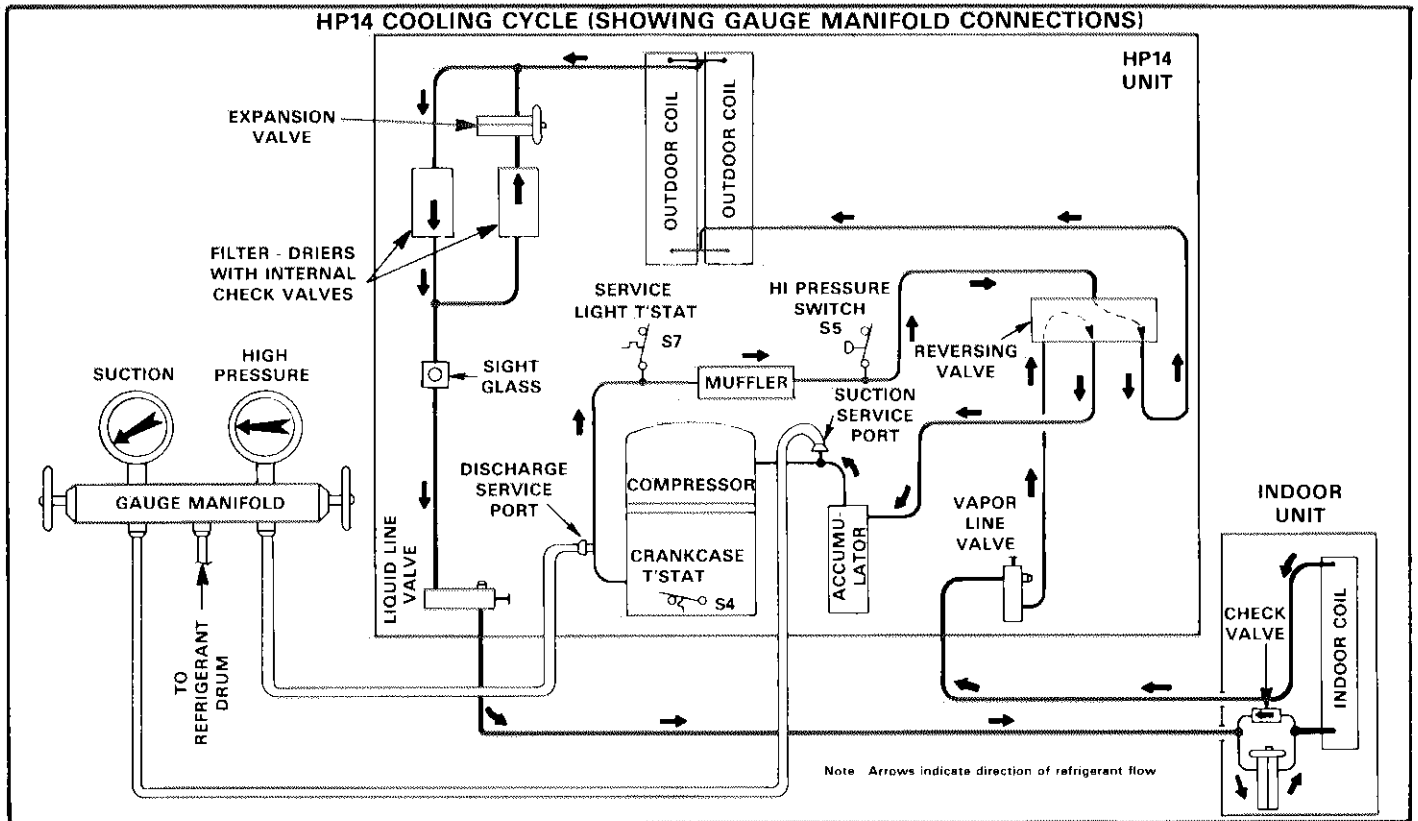 HP14 COOLING CYCLE (SHOWING GAUGE MANIFOLD CONNECTIONS)
HP14
UNIT
EXPANSION
VALVE
OUTDOOR COIL
OUTDOOR COIL
FILTER - DRIERS
WITH INTERNAL
CHECK VALVES
SERVICE
LIGHT T'STAT
S7
HI PRESSURE
SWITCH
S5
REVERSING
VALVE
SUCTION
HIGH
PRESSURE
SIGHT
GLASS
MUFFLER
SUCTION
SERVICE
PORT
GAUGE MANIFOLD
DISCHARGE
SERVICE
PORT
COMPRESSOR
CRANKCASE
T'STAT
S4
ACCUMU-
LATOR
VAPOR
LINE
VALVE
INDOOR
UNIT
LIQUID LINE
VALVE
CHECK
VALVE
INDOOR COIL
TO
REFRIGERANT
DRUM
Note Arrows indicate direction of refrigerant flow